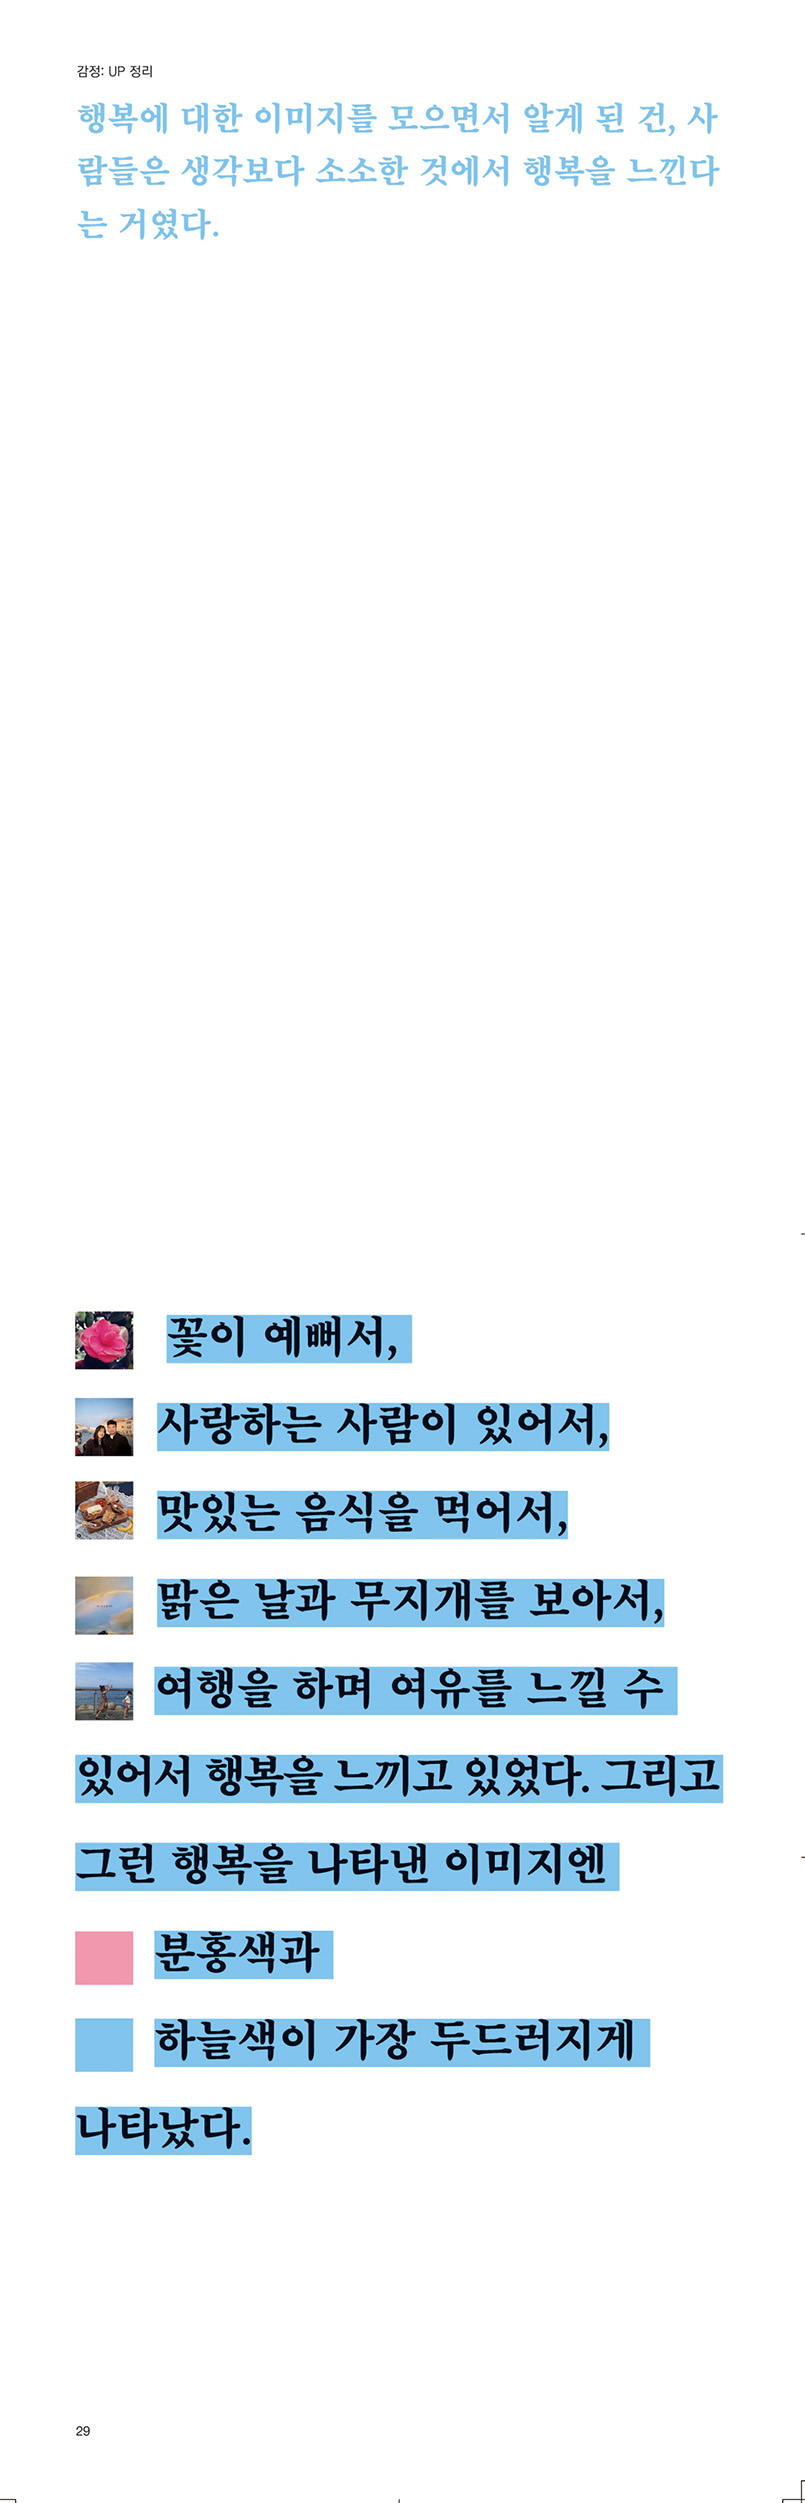 감정: UP 정리
행복에 대한 이미지를 모으면서 알게 된 점, 사
람들은 생각보다 소소한 것에서 행복을 느낀다
는 거였다.
꽃이 예뻐서,
사랑하는 사람이 있어서,
맛있는 음식을 먹어서,
맑은 날과 무지개를 보아서,
여행을 하며 여유를 느낄 수
있어서 행복을 느끼고 있었다. 그리고
그런 행복을 나타낸 이미지엔
분홍색과
하늘색이 가장 두드러지게
나타났다.
29